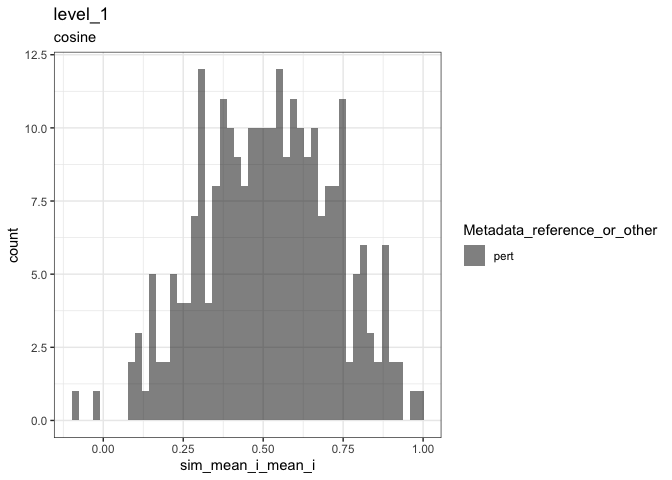 level_1
cosine
12.5
10.0
7.5
5.0
2.5
0.0
count
0.00 0.25 0.50 0.75 1.00
sim_mean_i_mean_i
Metadata_reference_or_other
pert